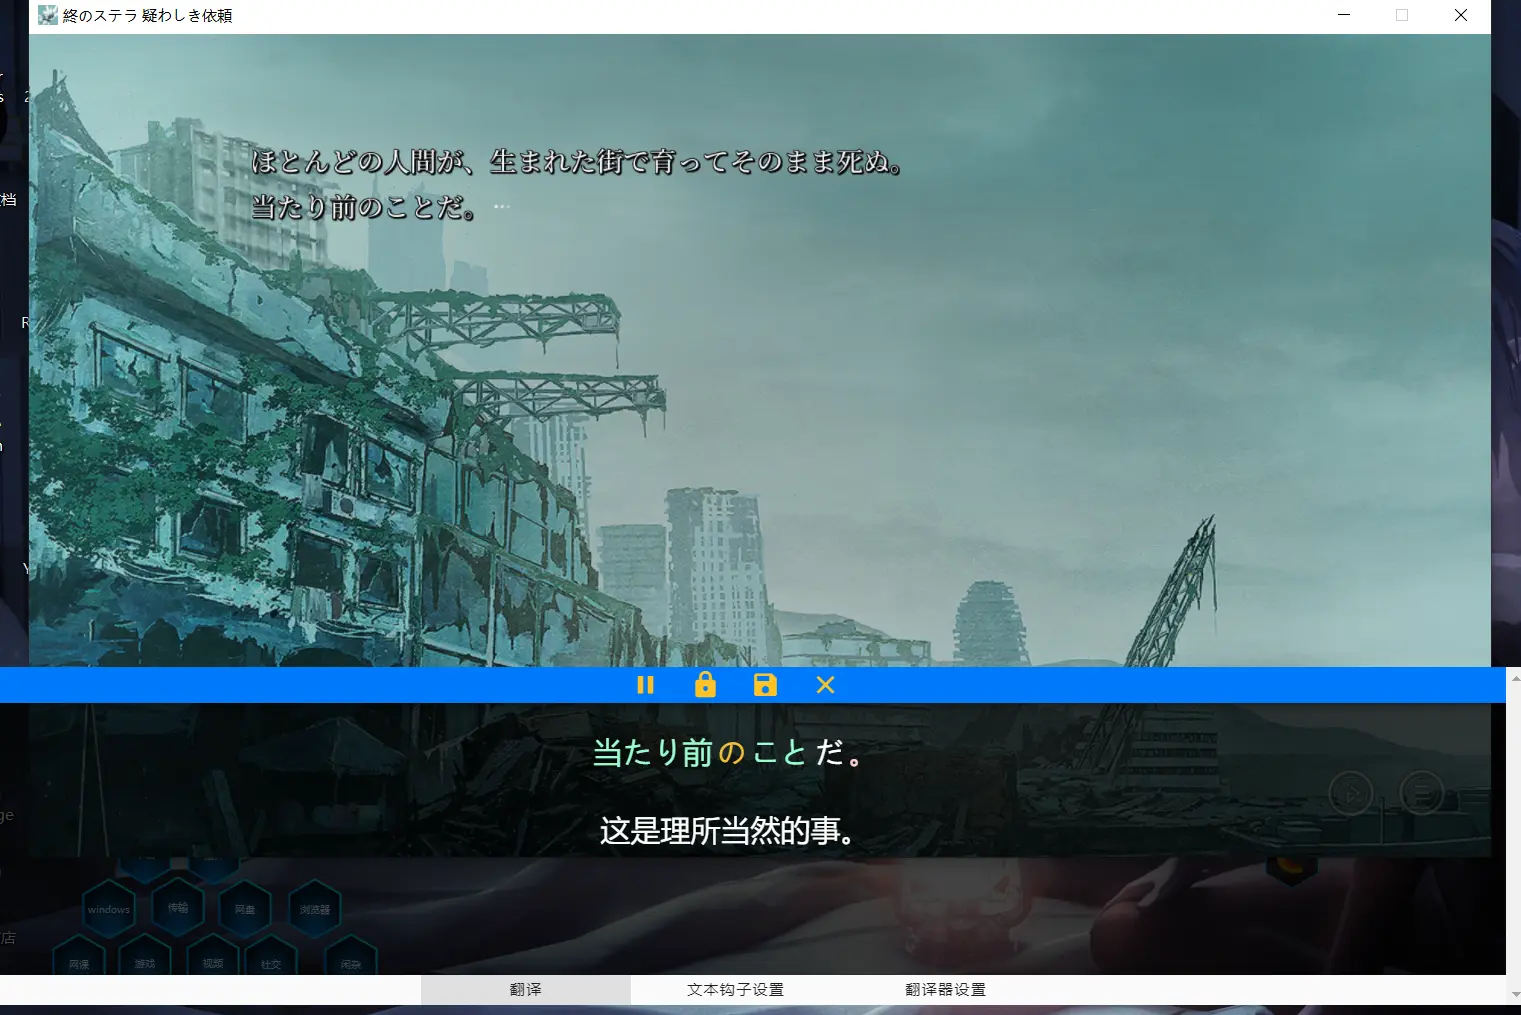 終のステラ 疑わしき依頼
ほとんどの人間が、生まれた街で育ってそのまま死ぬ。
当たり前のことだ。
当たり前のことだ。
这是理所当然的事。
windows
传输
网盘
浏览器
网课
游戏
视频
社交
闲杂
翻译
文本钩子设置
翻译器设置